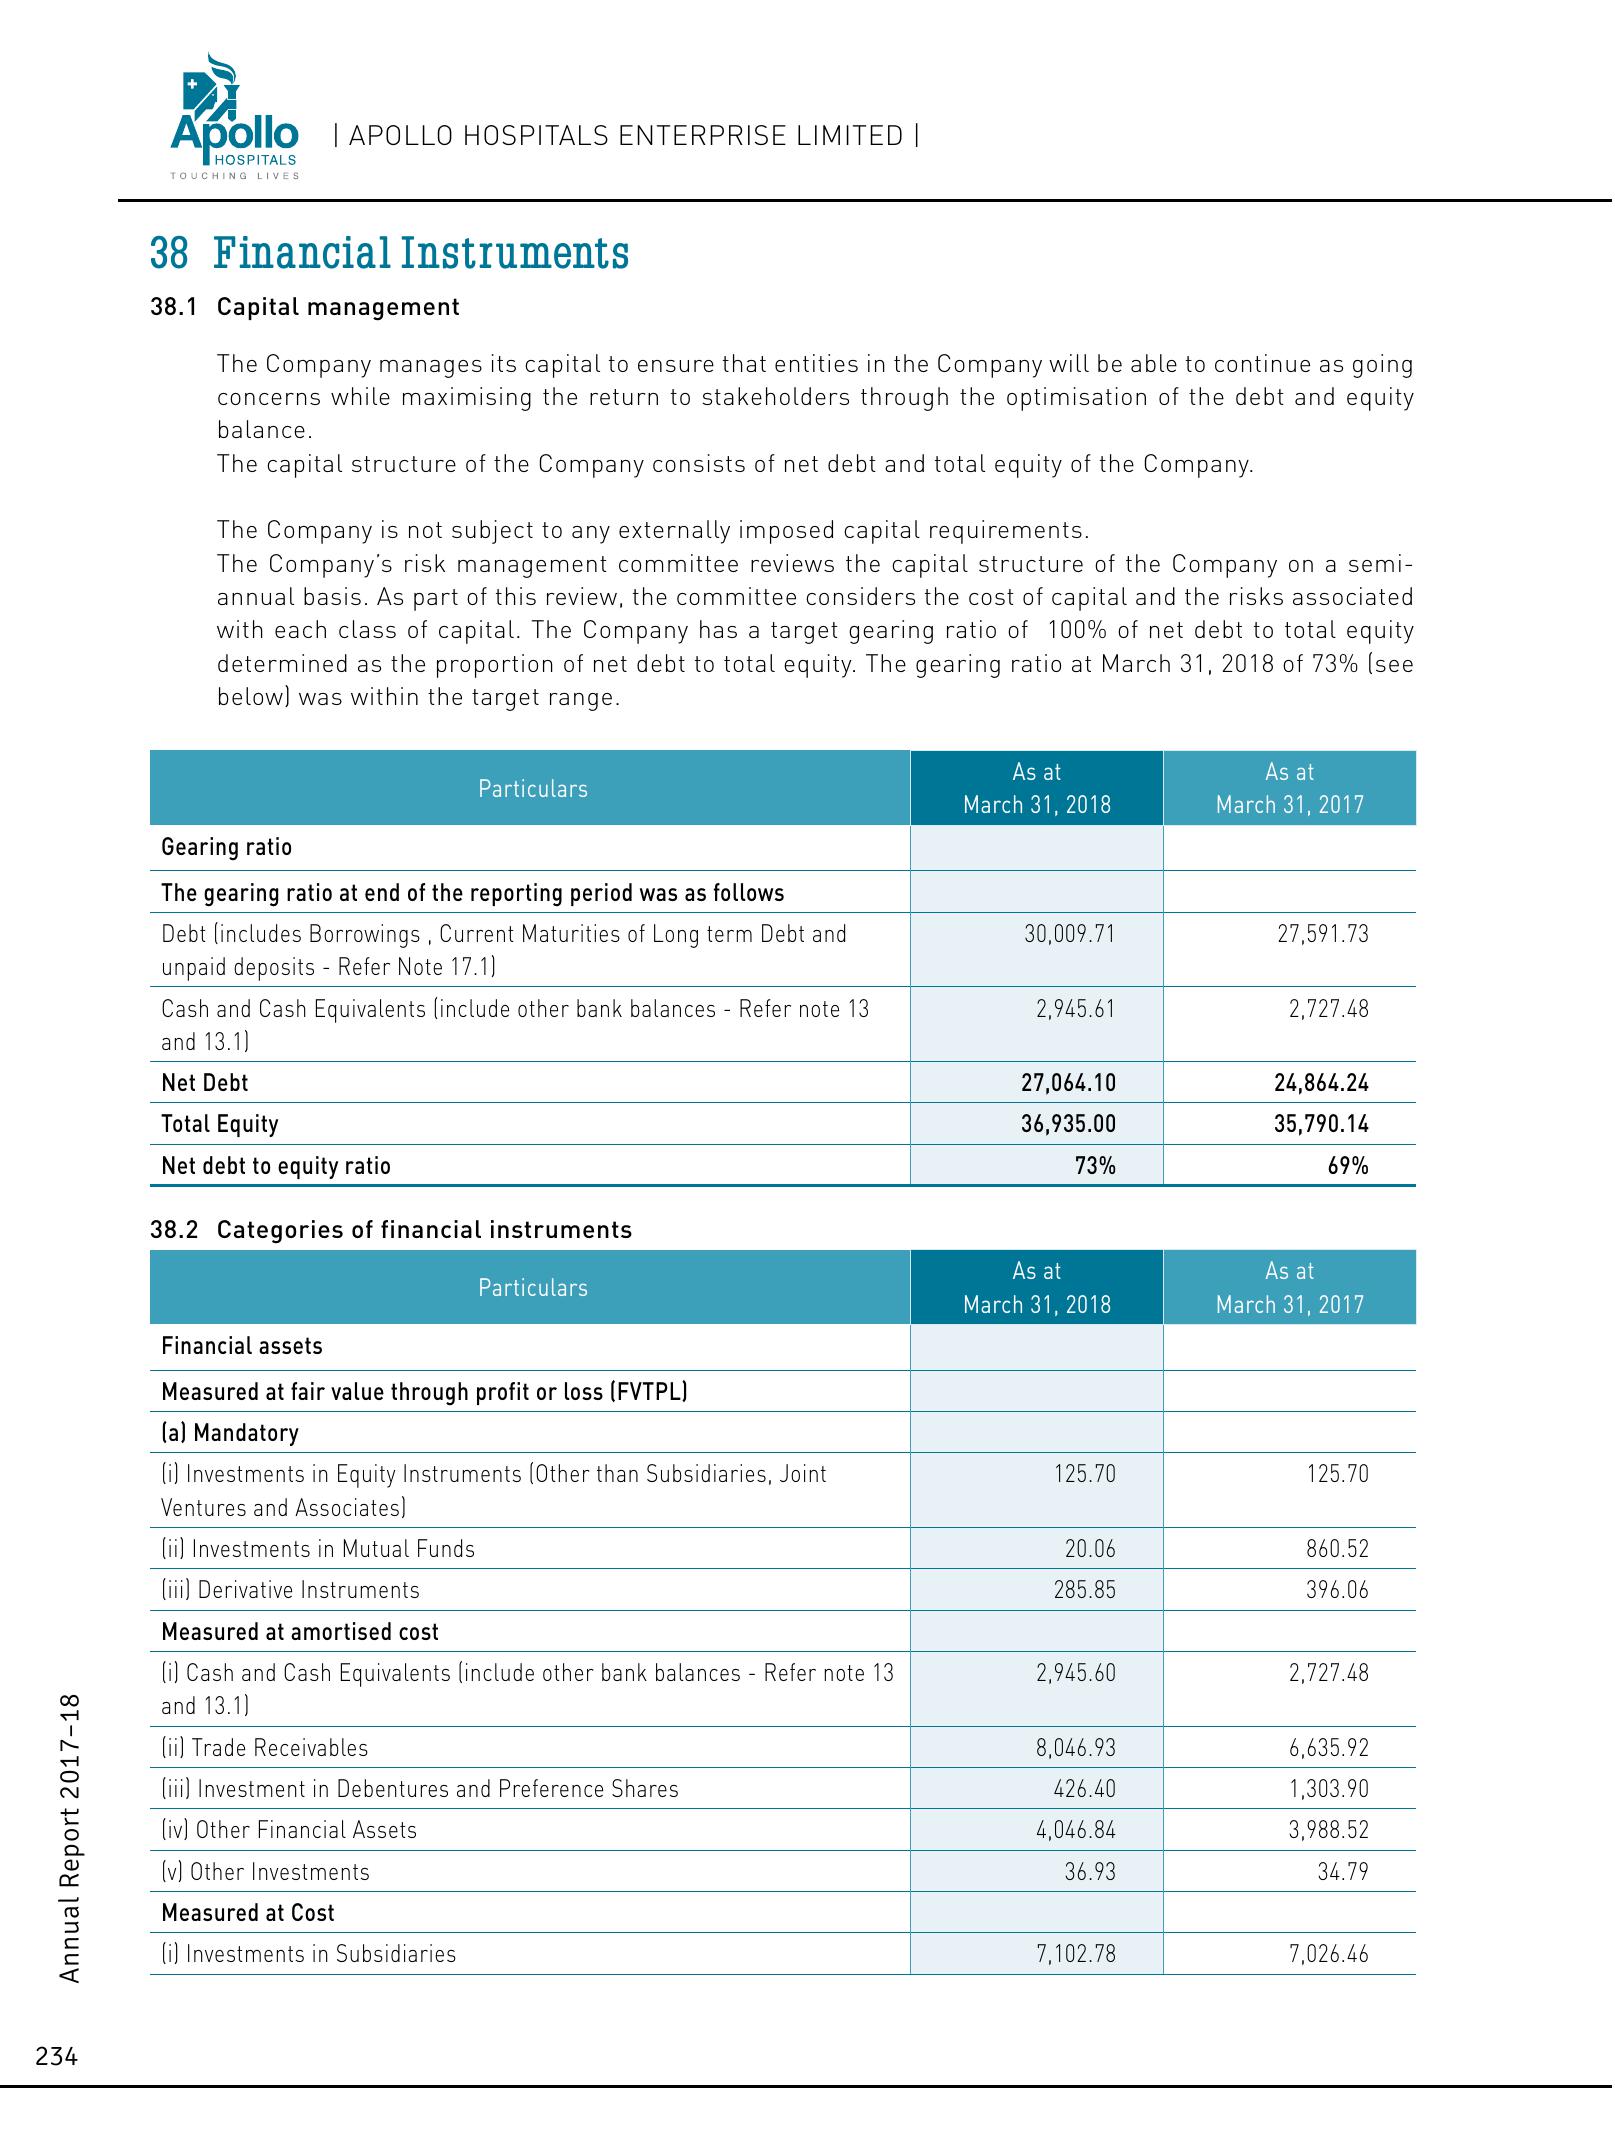 Apollo
HOSPITALS
TOUCHING LIVES
| APOLLO HOSPITALS ENTERPRISE LIMITED |
38 Financial Instruments
38.1 Capital management
The Company manages its capital to ensure that entities in the Company will be able to continue as going
concerns while maximising the return to stakeholders through the optimisation of the debt and equity
balance.
The capital structure of the Company consists of net debt and total equity of the Company.
The Company is not subject to any externally imposed capital requirements.
The Company's risk management committee reviews the capital structure of the Company on a semi-
annual basis. As part of this review, the committee considers the cost of capital and the risks associated
with each class of capital. The Company has a target gearing ratio of 100% of net debt to total equity
determined as the proportion of net debt to total equity. The gearing ratio at March 31, 2018 of 73% (see
below) was within the target range.
Particulars As at March 31, 2018 As at March 31, 2017
Gearing ratio
The gearing ratio at end of the reporting period was as follows
Debt (includes Borrowings , Current Maturities of Long term Debt and 30,009.71 27,591.73
unpaid deposits - Refer Note 17.1)
Cash and Cash Equivalents (include other bank balances - Refer note 13 2,945.61 2,727.48
and 13.1)
Net Debt 27,064.10 24,864.24
Total Equity 36,935.00 35,790.14
Net debt to equity ratio 73% 69%
38.2 Categories of financial instruments
Particulars As at March 31, 2018 As at March 31, 2017
Financial assets
Measured at fair value through profit or loss (FVTPL)
(a) Mandatory
(i) Investments in Equity Instruments (Other than Subsidiaries, Joint 125.70 125.70
Ventures and Associates)
(ii) Investments in Mutual Funds 20.06 860.52
(iii) Derivative Instruments 285.85 396.06
Measured at amortised cost
(i) Cash and Cash Equivalents (include other bank balances - Refer note 13 2,945.60 2,727.48
and 13.1)
(ii) Trade Receivables 8,046.93 6,635.92
(iii) Investment in Debentures and Preference Shares 426.40 1,303.90
(iv) Other Financial Assets 4,046.84 3,988.52
(v) Other Investments 36.93 34.79
Measured at Cost
(i) Investments in Subsidiaries 7,102.78 7,026.46
Annual Report 2017–18
234